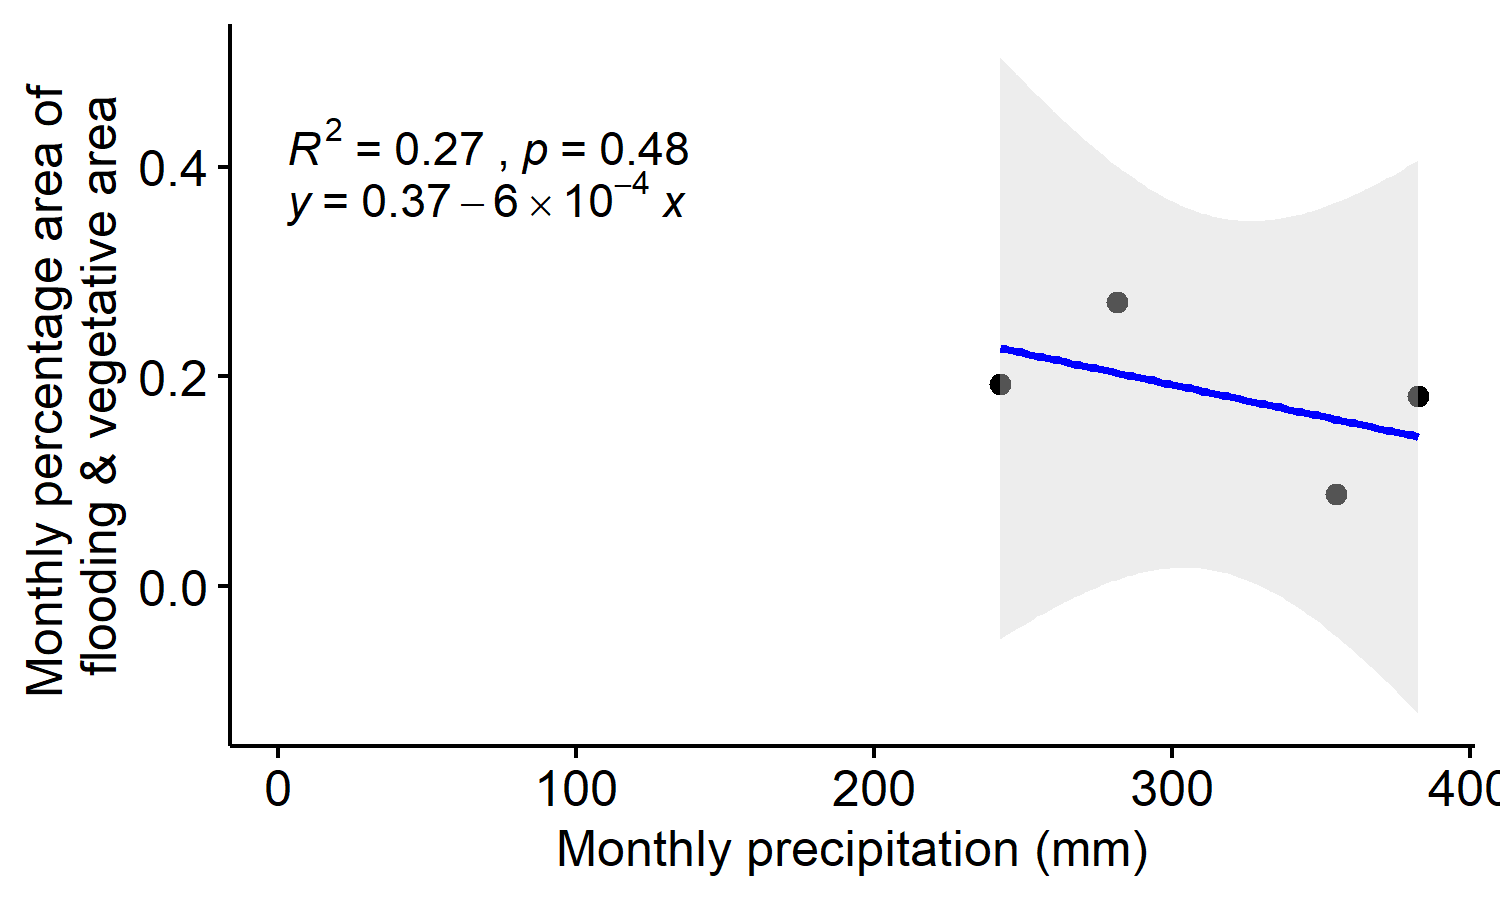 Monthly percentage area of
flooding & vegetative area
R² = 0.27 , p = 0.48
y = 0.37 − 6 × 10⁻⁴ x
0.4
0.2
0.0
0
100
200
300
400
Monthly precipitation (mm)